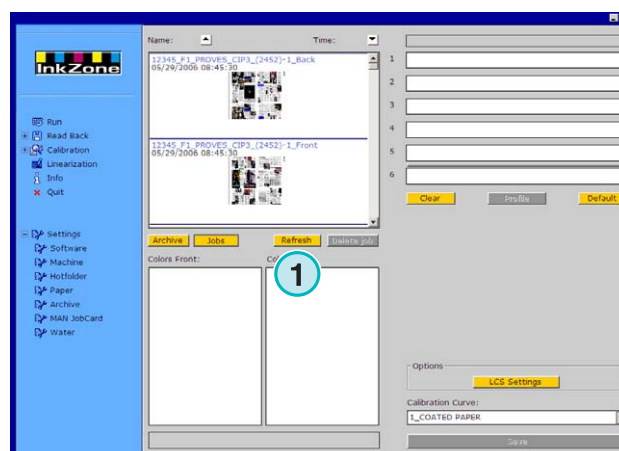 InkZone
Run
Read Back
Calibration
Linearization
Info
Quit
Settings
Software
Machine
Hotfolder
Paper
Archive
MAN JobCard
Water
Name:
Time:
12345_F1_PROVES_CIP3_(2452)-1_Back
05/29/2006 08:45:30
12345_F1_PROVES_CIP3_(2452)-1_Front
05/29/2006 08:45:30
Archive
Jobs
Refresh
Delete job
Colors Front:
1
1
2
3
4
5
6
Clear
Profile
Default
Options
LCS Settings
Calibration Curve:
1_COATED PAPER
Save